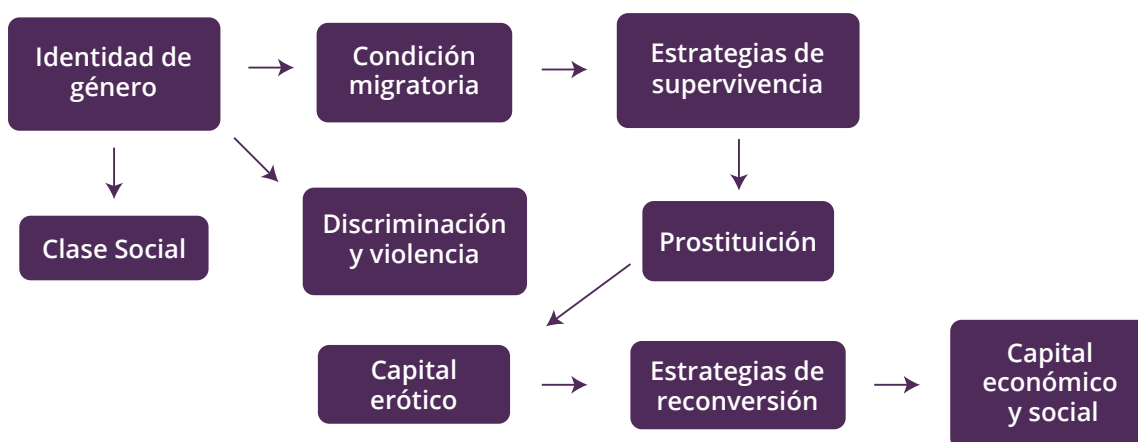 Identidad de
género
Condición
migratoria
Estrategias de
supervivencia
Clase Social
Discriminación
y violencia
Prostituición
Capital
erótico
Estrategias de
reconversión
Capital
económico
y social